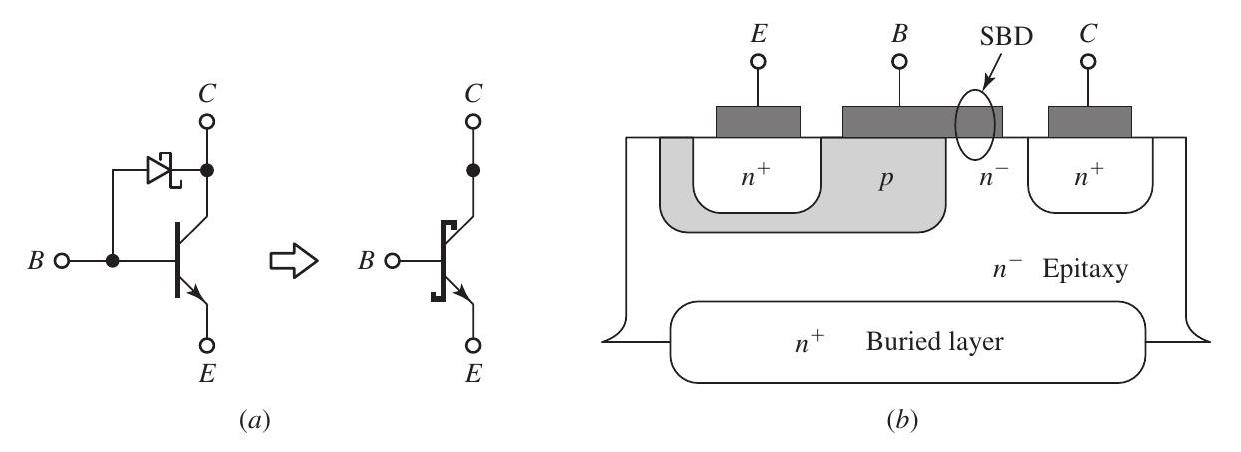 C
C
B
B
E
E
(a)
E
B
SBD
C
n⁺
p
n⁻
n⁺
n⁻ Epitaxy
n⁺ Buried layer
(b)